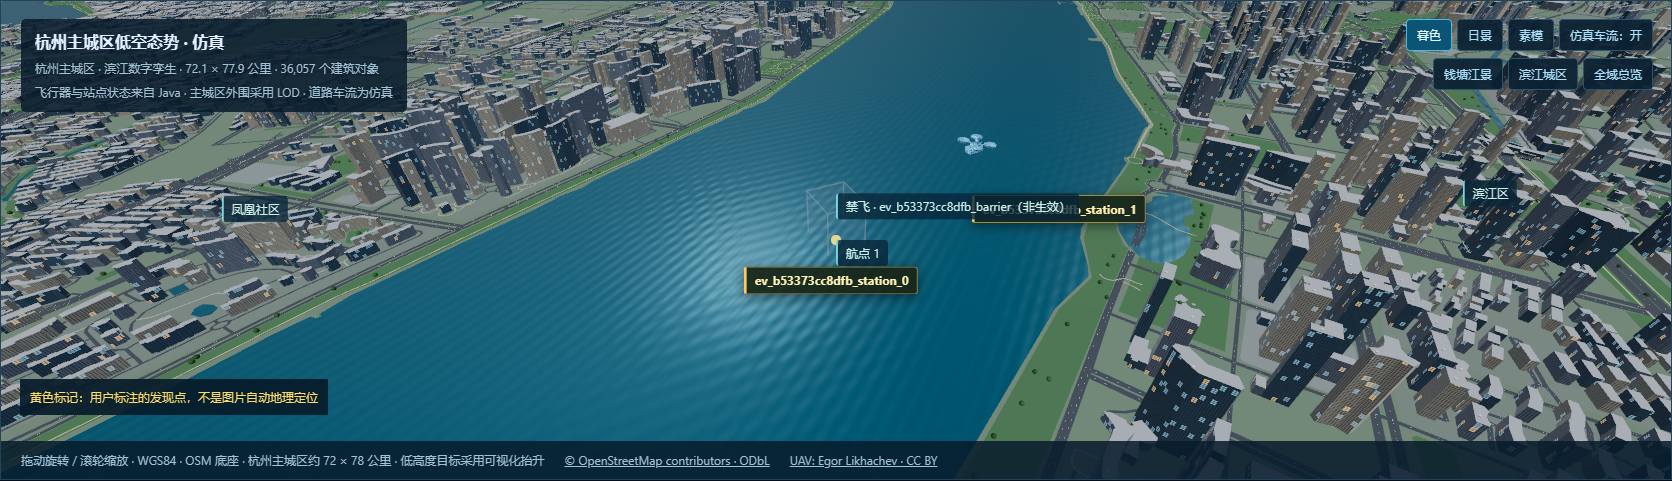 杭州主城区低空态势 · 仿真
杭州主城区 · 滨江数字孪生 · 72.1 × 77.9 公里 · 36,057 个建筑对象
飞行器与站点状态来自 Java · 主城区外围采用 LOD · 道路车流为仿真
暮色
日景
素模
仿真车流：开
钱塘江景
滨江城区
全域总览
凤凰社区
滨江区
禁飞 · ev_b53373cc8dfb_barrier（非生效）
_station_1
航点 1
ev_b53373cc8dfb_station_0
黄色标记：用户标注的发现点，不是图片自动地理定位
拖动旋转 / 滚轮缩放 · WGS84 · OSM 底座 · 杭州主城区约 72 × 78 公里 · 低高度目标采用可视化抬升
© OpenStreetMap contributors · ODbL
UAV: Egor Likhachev · CC BY